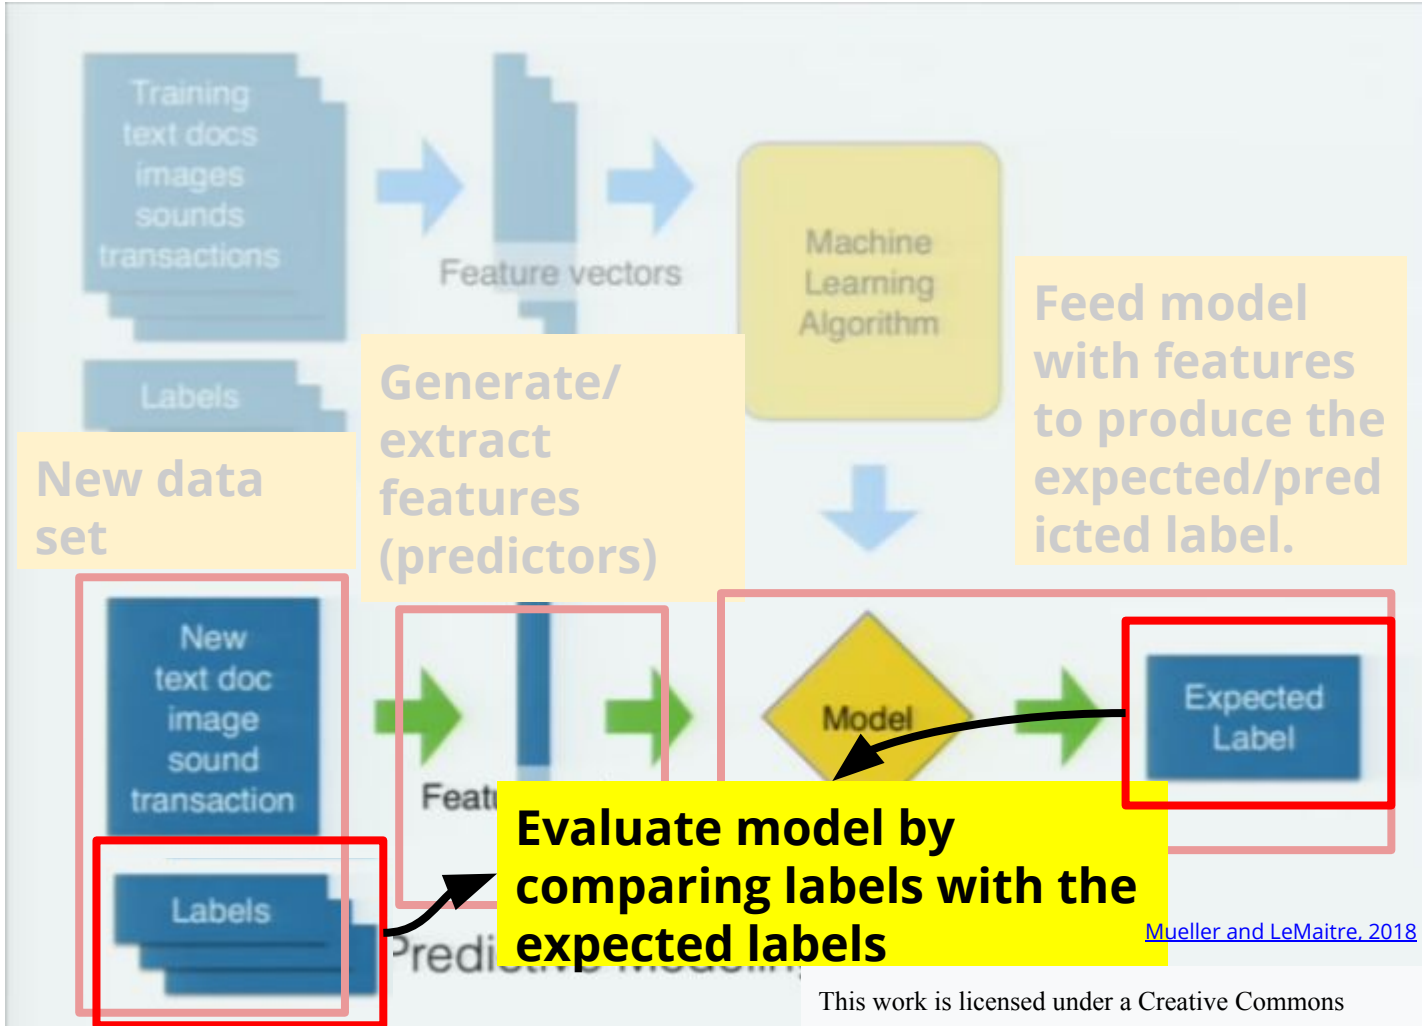 Training
text docs
images
sounds
transactions
Feature vectors
Machine
Learning
Algorithm
Labels
New data
set
Generate/
extract
features
(predictors)
Feed model
with features
to produce the
expected/pred
icted label.
New
text doc
image
sound
transaction
Model
Expected
Label
Labels
Evaluate model by
comparing labels with the
expected labels
Mueller and LeMaitre, 2018
This work is licensed under a Creative Commons